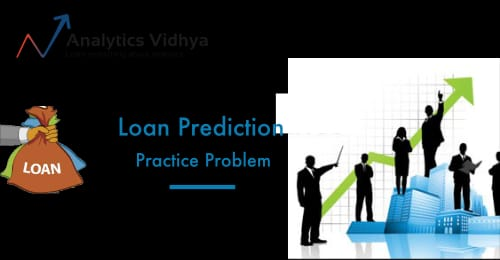 Analytics Vidhya
Loan Prediction
Practice Problem
LOAN